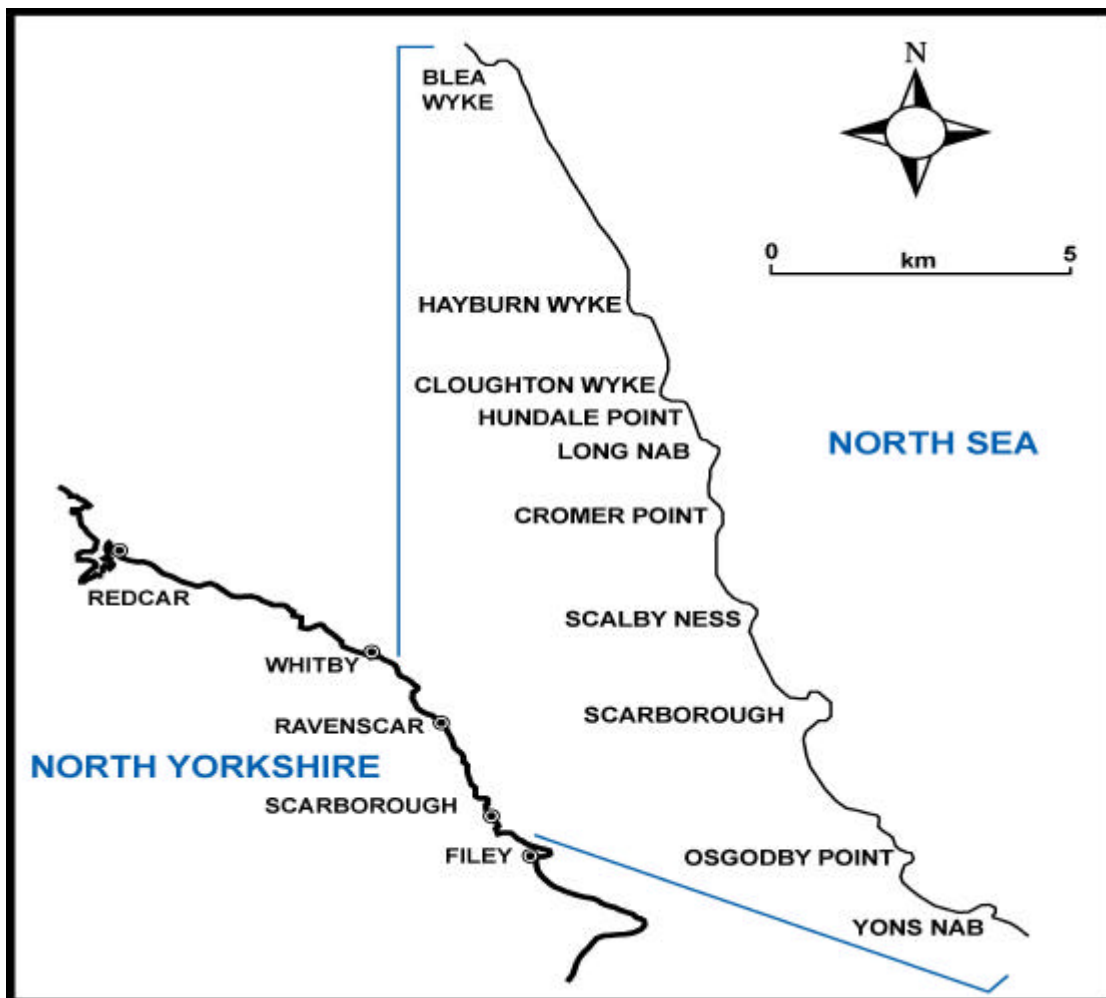 N
BLEA
WYKE
0 5
km
HAYBURN WYKE
CLOUGHTON WYKE
HUNDALE POINT
LONG NAB
NORTH SEA
CROMER POINT
REDCAR
SCALBY NESS
WHITBY
RAVENSCAR
SCARBOROUGH
NORTH YORKSHIRE
SCARBOROUGH
FILEY
OSGODBY POINT
YONS NAB